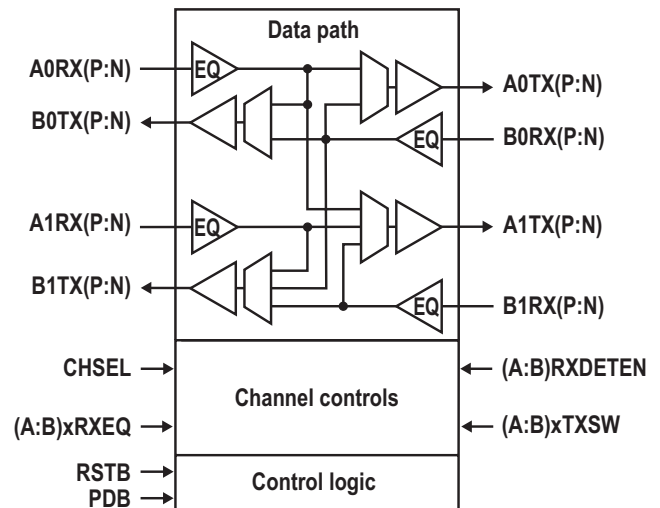 Data path
A0RX(P:N)
EQ
A0TX(P:N)
B0TX(P:N)
EQ
B0RX(P:N)
A1RX(P:N)
EQ
A1TX(P:N)
B1TX(P:N)
EQ
B1RX(P:N)
CHSEL
(A:B)RXDETEN
Channel controls
(A:B)xRXEQ
(A:B)xTXSW
RSTB
Control logic
PDB